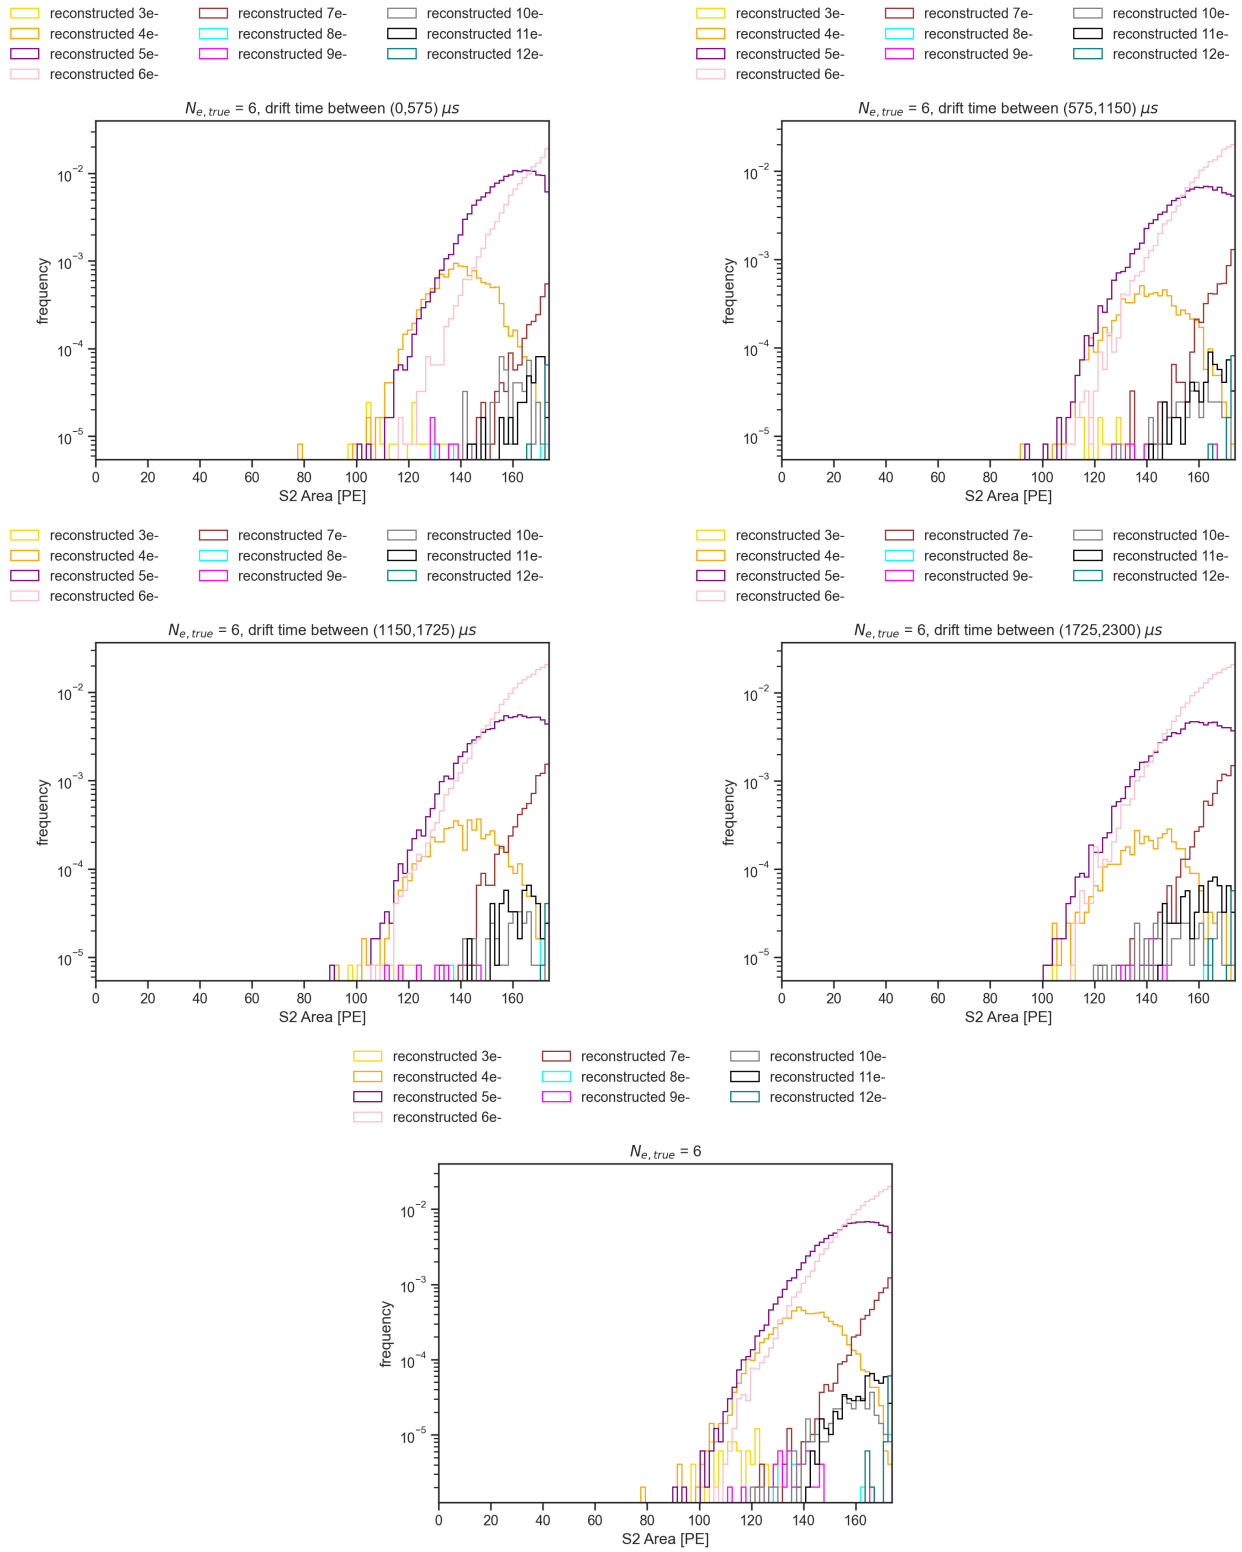 reconstructed 3e- reconstructed 7e- reconstructed 10e-
reconstructed 4e- reconstructed 8e- reconstructed 11e-
reconstructed 5e- reconstructed 9e- reconstructed 12e-
reconstructed 6e-
N_{e,true} = 6, drift time between (0,575) μs
10^{-2}
10^{-3}
10^{-4}
10^{-5}
frequency
0 20 40 60 80 100 120 140 160
S2 Area [PE]
reconstructed 3e- reconstructed 7e- reconstructed 10e-
reconstructed 4e- reconstructed 8e- reconstructed 11e-
reconstructed 5e- reconstructed 9e- reconstructed 12e-
reconstructed 6e-
N_{e,true} = 6, drift time between (575,1150) μs
10^{-2}
10^{-3}
10^{-4}
10^{-5}
frequency
0 20 40 60 80 100 120 140 160
S2 Area [PE]
reconstructed 3e- reconstructed 7e- reconstructed 10e-
reconstructed 4e- reconstructed 8e- reconstructed 11e-
reconstructed 5e- reconstructed 9e- reconstructed 12e-
reconstructed 6e-
N_{e,true} = 6, drift time between (1150,1725) μs
10^{-2}
10^{-3}
10^{-4}
10^{-5}
frequency
0 20 40 60 80 100 120 140 160
S2 Area [PE]
reconstructed 3e- reconstructed 7e- reconstructed 10e-
reconstructed 4e- reconstructed 8e- reconstructed 11e-
reconstructed 5e- reconstructed 9e- reconstructed 12e-
reconstructed 6e-
N_{e,true} = 6, drift time between (1725,2300) μs
10^{-2}
10^{-3}
10^{-4}
10^{-5}
frequency
0 20 40 60 80 100 120 140 160
S2 Area [PE]
reconstructed 3e- reconstructed 7e- reconstructed 10e-
reconstructed 4e- reconstructed 8e- reconstructed 11e-
reconstructed 5e- reconstructed 9e- reconstructed 12e-
reconstructed 6e-
N_{e,true} = 6
10^{-2}
10^{-3}
10^{-4}
10^{-5}
frequency
0 20 40 60 80 100 120 140 160
S2 Area [PE]